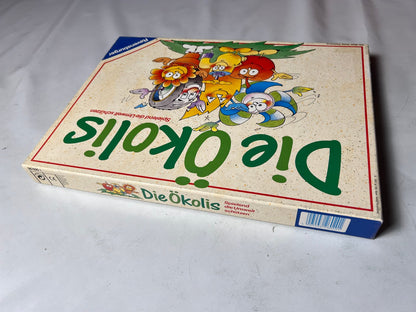 Ravensburger
Spielend die Umwelt schützen
Die Ökolis
Die Ökolis
Spielend
die Umwelt
schützen